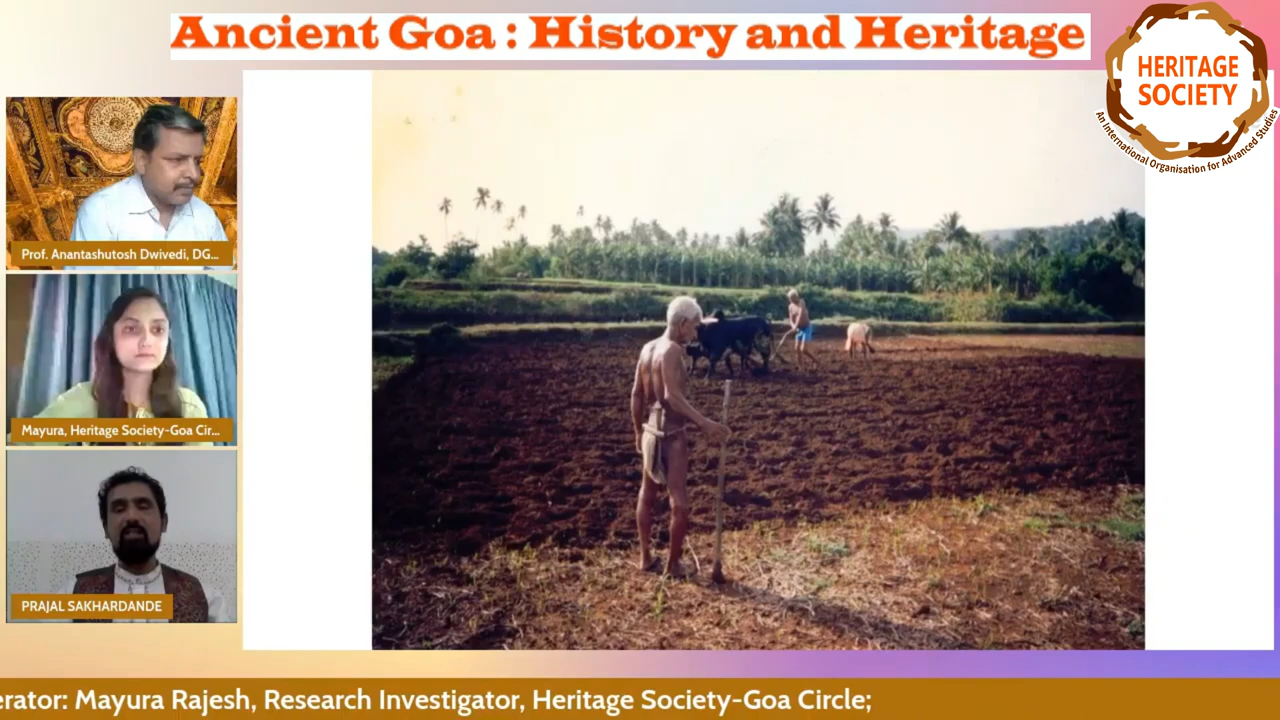 Ancient Goa : History and Heritage
HERITAGE
SOCIETY
An International Organisation for Advanced Studies
Prof. Anantashutosh Dwivedi, DG...
Mayura, Heritage Society-Goa Cir...
PRAJAL SAKHARDANDE
erator: Mayura Rajesh, Research Investigator, Heritage Society-Goa Circle;